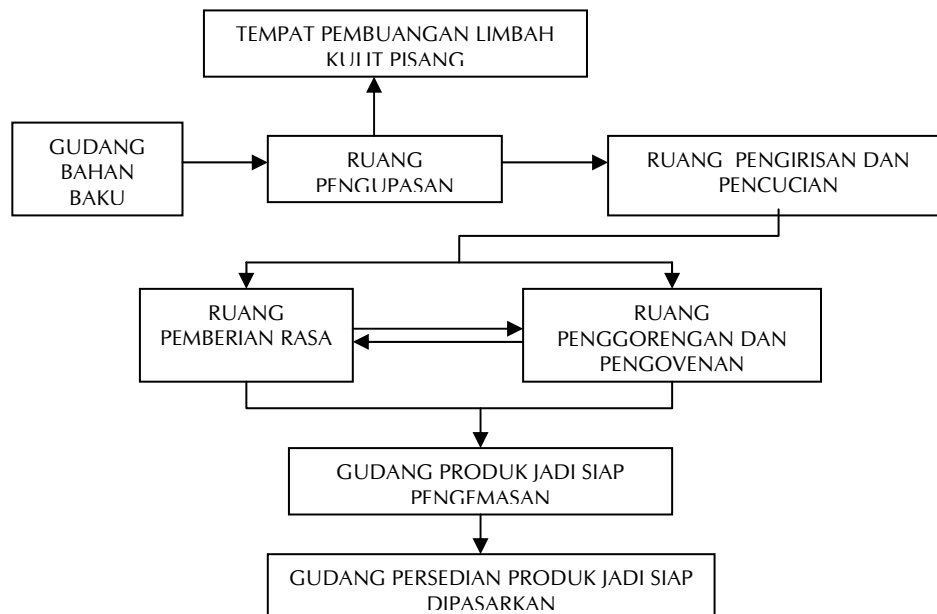 TEMPAT PEMBUANGAN LIMBAH
KULIT PISANG
GUDANG
BAHAN
BAKU
RUANG
PENGUPASAN
RUANG PENGIRISAN DAN
PENCUCIAN
RUANG
PEMBERIAN RASA
RUANG
PENGGORENGAN DAN
PENGOVENAN
GUDANG PRODUK JADI SIAP
PENGEMASAN
GUDANG PERSEDIAN PRODUK JADI SIAP
DIPASARKAN